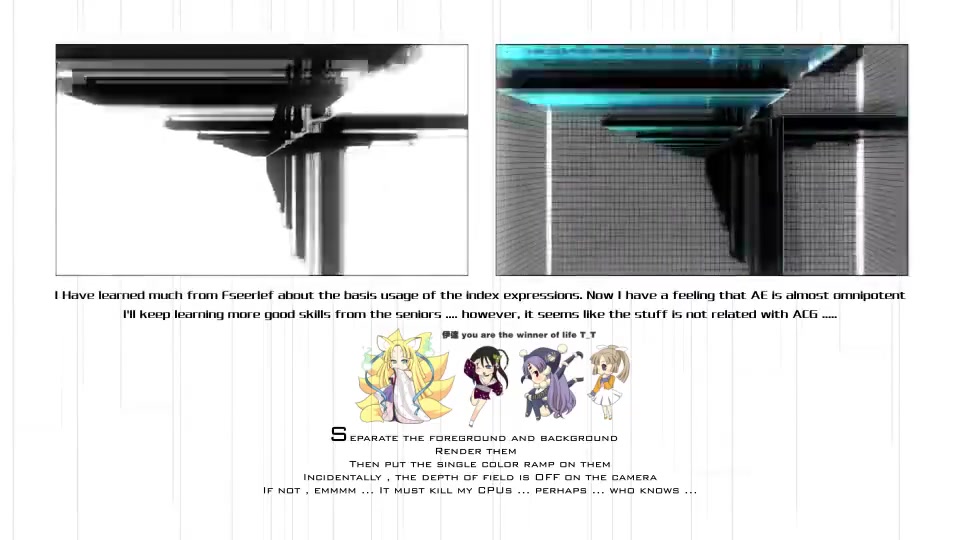 I Have learned much from Fseerlef about the basis usage of the index expressions. Now I have a feeling that AE is almost omnipotent
I'll keep learning more good skills from the seniors .... however, it seems like the stuff is not related with ACG .....
伊達 you are the winner of life T_T
Separate the foreground and background
Render them
Then put the single color ramp on them
Incidentally , the depth of field is OFF on the camera
If not , emmmm ... It must kill my CPUs ... perhaps ... who knows ...